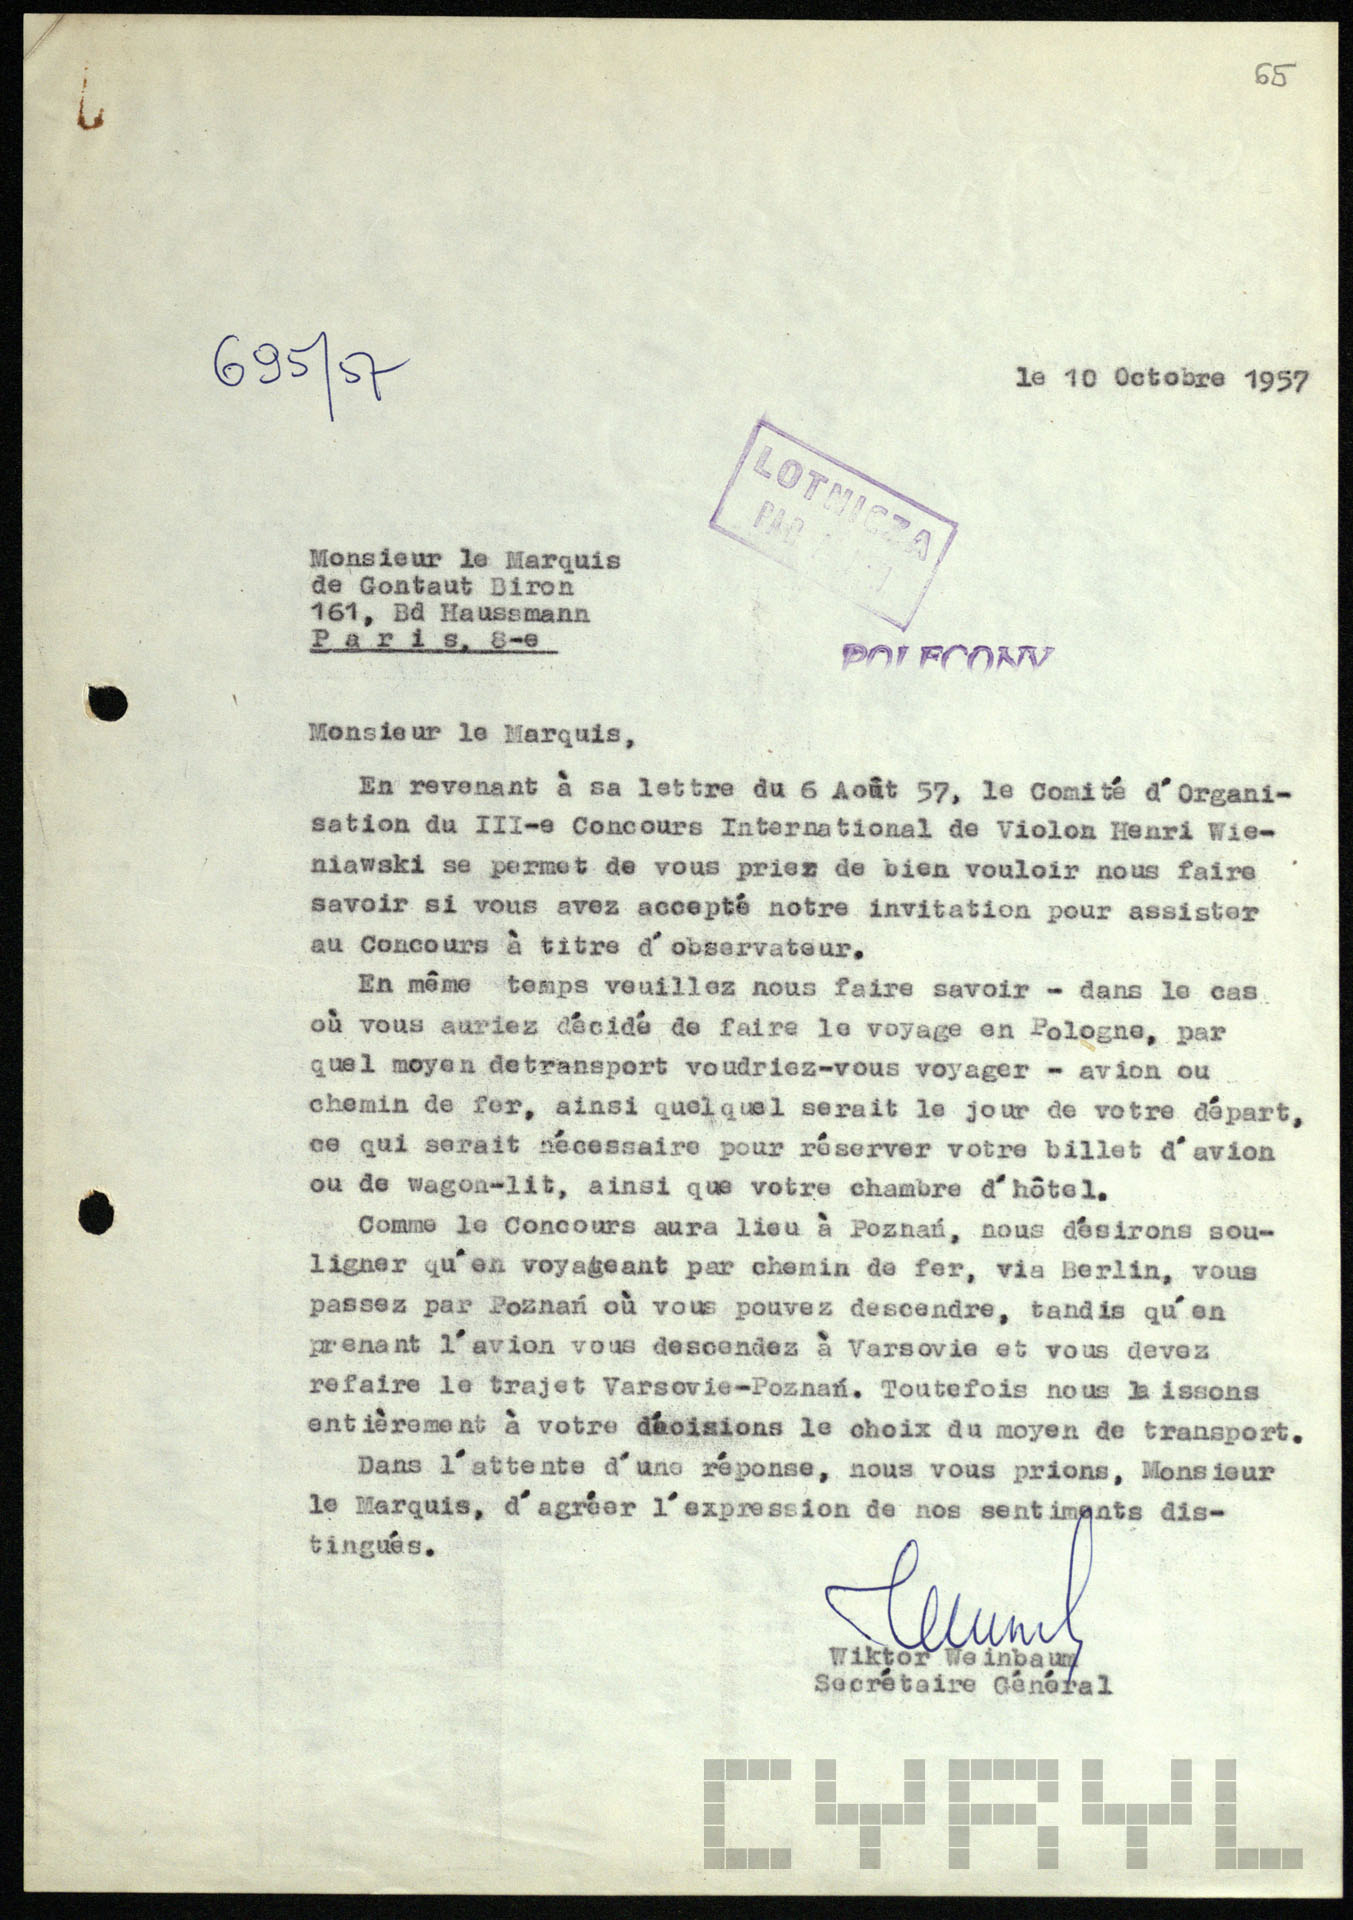 65
695/57
le 10 Octobre 1957
LOTNICZA
PAR
POLECONY
Monsieur le Marquis
de Gontaut Biron
161, Bd Haussmann
P a r i s, 8-e
Monsieur le Marquis,
En revenant à sa lettre du 6 Août 57, le Comité d´Organi-
sation du III-e Concours International de Violon Henri Wie-
niawski se permet de vous prier de bien vouloir nous faire
savoir si vous avez accepté notre invitation pour assister
au Concours à titre d´observateur.
En même temps veuillez nous faire savoir - dans le cas
où vous auriez décidé de faire le voyage en Pologne, par
quel moyen detransport voudriez-vous voyager - avion ou
chemin de fer, ainsi quelquel serait le jour de votre départ,
ce qui serait nécessaire pour réserver votre billet d´avion
ou de wagon-lit, ainsi que votre chambre d´hôtel.
Comme le Concours aura lieu à Poznań, nous désirons sou-
ligner qu´en voyageant par chemin de fer, via Berlin, vous
passez par Poznań où vous pouvez descendre, tandis qu´en
prenant l´avion vous descendez à Varsovie et vous devez
refaire le trajet Varsovie-Poznań. Toutefois nous laissons
entièrement à votre décisions le choix du moyen de transport.
Dans l´attente d´une réponse, nous vous prions, Monsieur
le Marquis, d´agréer l´expression de nos sentiments dis-
tingués.
Wiktor Weinbaum
Secrétaire Général
CYRYL